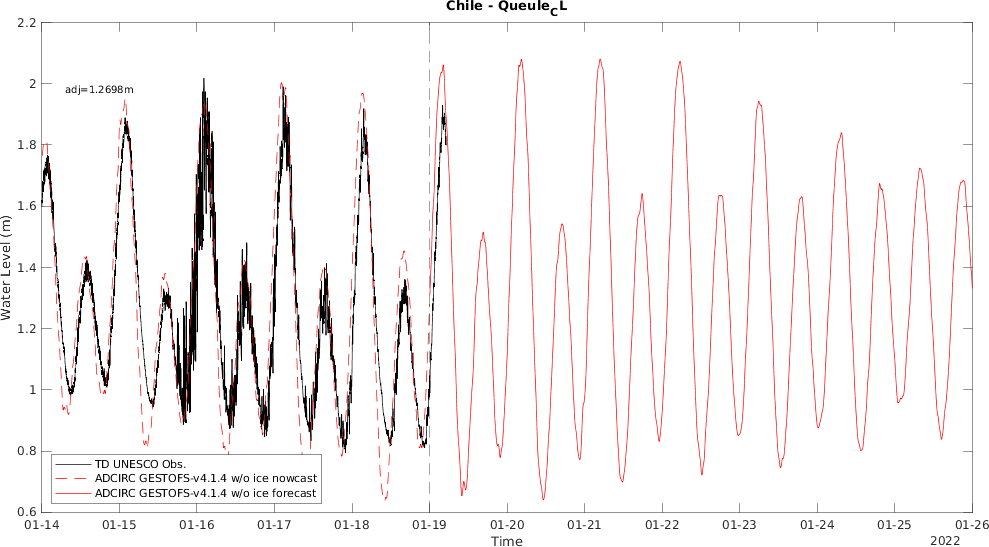 Chile - Queule_CL
2.2
2
1.8
1.6
1.4
1.2
1
0.8
0.6
Water Level (m)
adj=1.2698m
TD UNESCO Obs.
ADCIRC GESTOFS-v4.1.4 w/o ice nowcast
ADCIRC GESTOFS-v4.1.4 w/o ice forecast
01-14 01-15 01-16 01-17 01-18 01-19 01-20 01-21 01-22 01-23 01-24 01-25 01-26
Time
2022